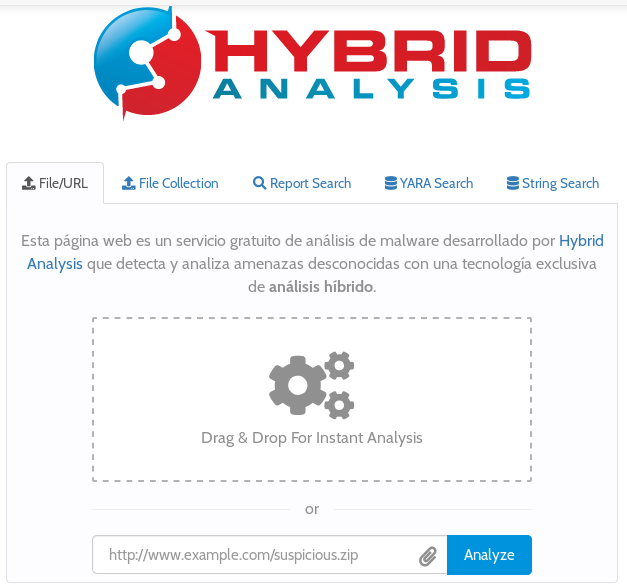 HYBRID
ANALYSIS
File/URL File Collection Report Search YARA Search String Search
Esta página web es un servicio gratuito de análisis de malware desarrollado por Hybrid
Analysis que detecta y analiza amenazas desconocidas con una tecnología exclusiva
de análisis híbrido.
Drag & Drop For Instant Analysis
or
http://www.example.com/suspicious.zip Analyze